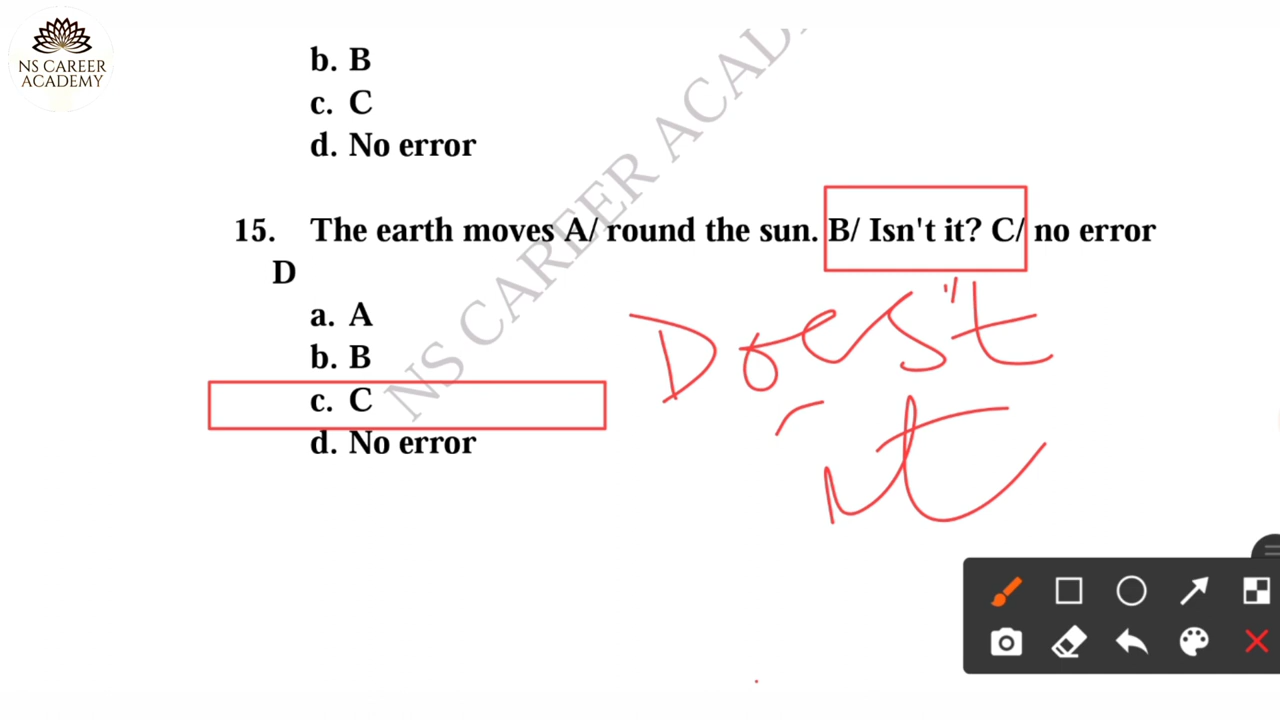 NS CAREER
ACADEMY
b. B
c. C
d. No error
15. The earth moves A/ round the sun. B/ Isn't it? C/ no error
D
a. A
b. B
c. C
d. No error
Does't
it
NS CAREER ACAD